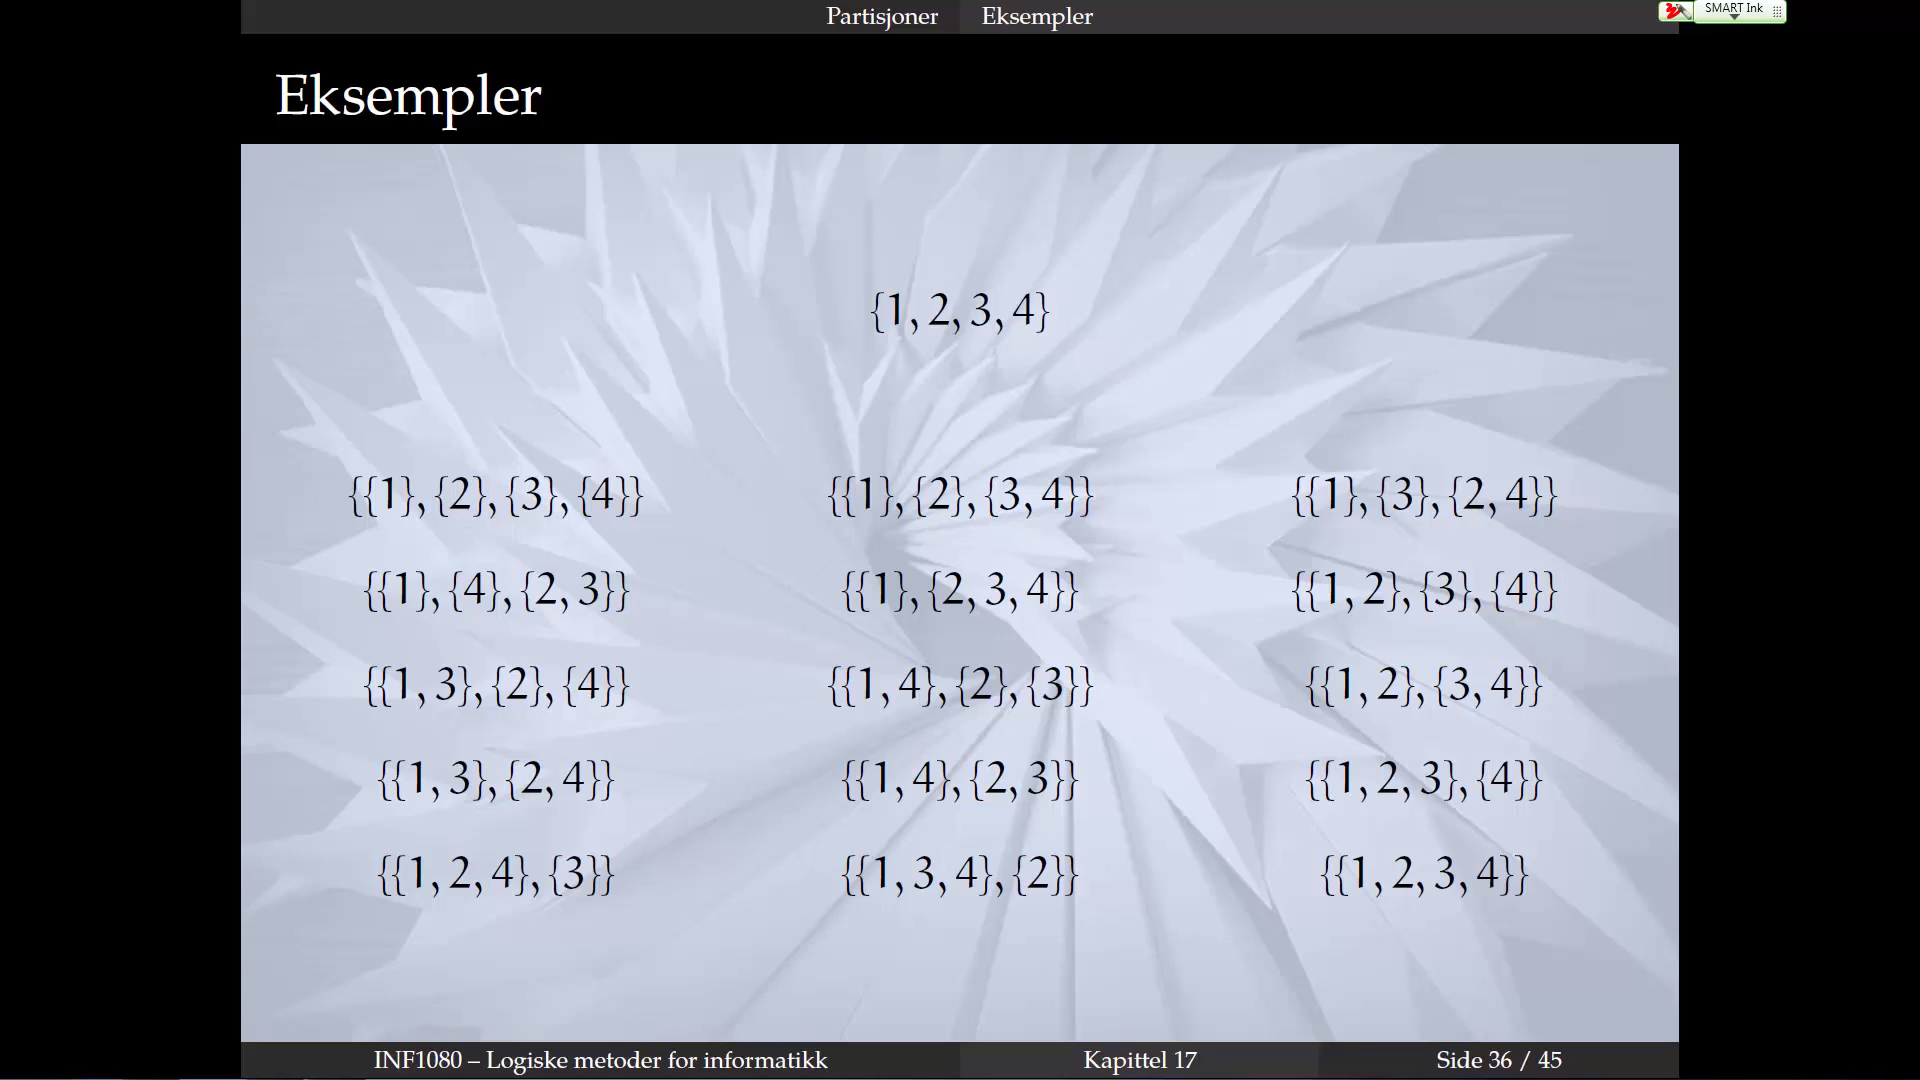 Partisjoner Eksempler
SMART Ink
Eksempler
{1, 2, 3, 4}
{{1}, {2}, {3}, {4}} {{1}, {2}, {3, 4}} {{1}, {3}, {2, 4}}
{{1}, {4}, {2, 3}} {{1}, {2, 3, 4}} {{1, 2}, {3}, {4}}
{{1, 3}, {2}, {4}} {{1, 4}, {2}, {3}} {{1, 2}, {3, 4}}
{{1, 3}, {2, 4}} {{1, 4}, {2, 3}} {{1, 2, 3}, {4}}
{{1, 2, 4}, {3}} {{1, 3, 4}, {2}} {{1, 2, 3, 4}}
INF1080 – Logiske metoder for informatikk Kapittel 17 Side 36 / 45